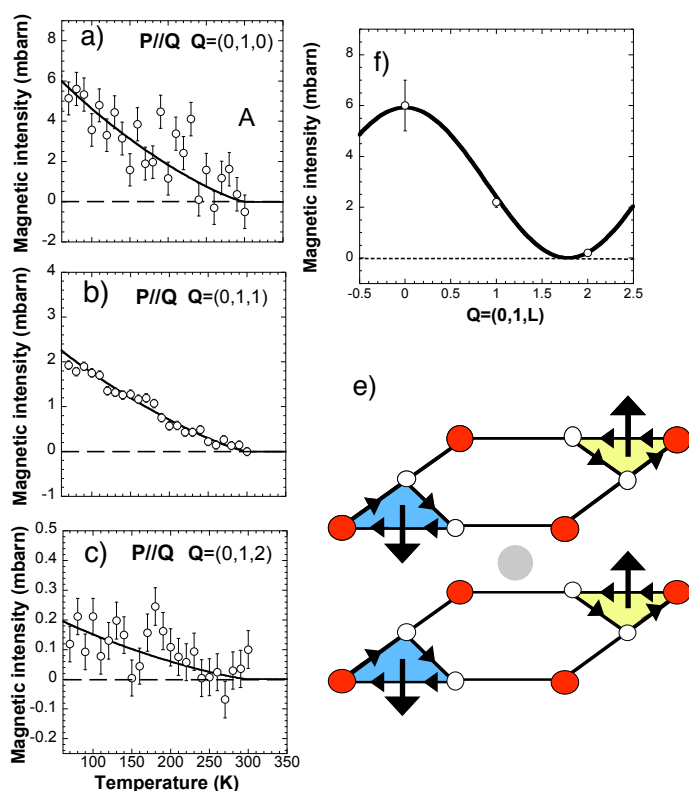 a)
P//Q Q=(0,1,0)
A
Magnetic intensity (mbarn)
8
6
4
2
0
-2
b)
P//Q Q=(0,1,1)
Magnetic intensity (mbarn)
4
3
2
1
0
-1
c)
P//Q Q=(0,1,2)
Magnetic intensity (mbarn)
0.5
0.4
0.3
0.2
0.1
0
-0.1
-0.2
100 150 200 250 300 350
Temperature (K)
f)
Magnetic intensity (mbarn)
8
6
4
2
0
-0.5 0 0.5 1 1.5 2 2.5
Q=(0,1,L)
e)